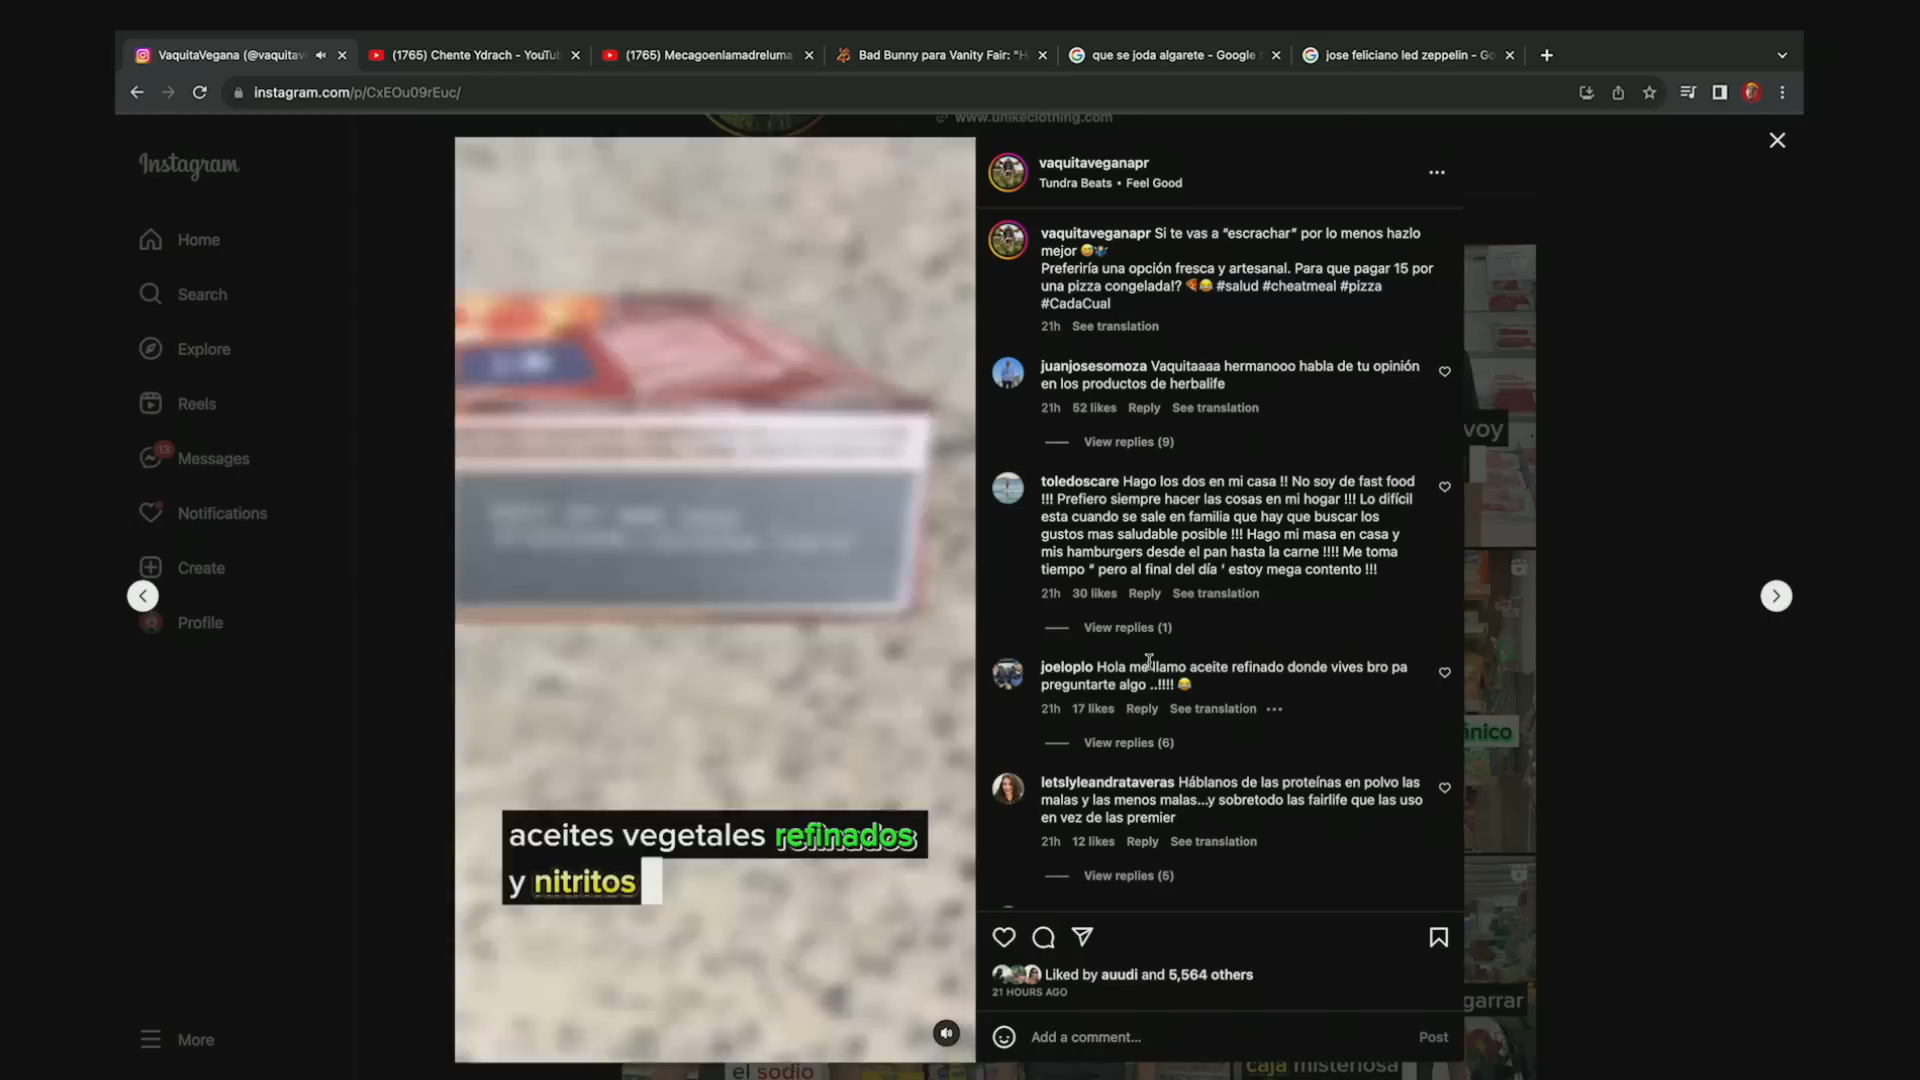 VaquitaVegana (@vaquitav
(1765) Chente Ydrach - YouTu
(1765) Mecagoenlamadreluma
Bad Bunny para Vanity Fair: "H
que se joda algarete - Google
jose feliciano led zeppelin - Go
instagram.com/p/CxEOu09rEuc/
www.unikeclothing.com
Instagram
Home
Search
Explore
Reels
13
Messages
Notifications
Create
Profile
More
aceites vegetales refinados
y nitritos
vaquitaveganapr
Tundra Beats • Feel Good
vaquitaveganapr Si te vas a “escrachar” por lo menos hazlo
mejor 😅🤷‍♂️
Preferiría una opción fresca y artesanal. Para que pagar 15 por
una pizza congelada!? 🍕😂 #salud #cheatmeal #pizza
#CadaCual
21h See translation
juanjosesomoza Vaquitaaaa hermanooo habla de tu opinión
en los productos de herbalife
21h 52 likes Reply See translation
View replies (9)
toledoscare Hago los dos en mi casa !! No soy de fast food
!!! Prefiero siempre hacer las cosas en mi hogar !!! Lo difícil
esta cuando se sale en familia que hay que buscar los
gustos mas saludable posible !!! Hago mi masa en casa y
mis hamburgers desde el pan hasta la carne !!!! Me toma
tiempo “ pero al final del día ‘ estoy mega contento !!!
21h 30 likes Reply See translation
View replies (1)
joeloplo Hola me llamo aceite refinado donde vives bro pa
preguntarte algo ..!!!! 😂
21h 17 likes Reply See translation
View replies (6)
letslyleandrataveras Háblanos de las proteínas en polvo las
malas y las menos malas...y sobretodo las fairlife que las uso
en vez de las premier
21h 12 likes Reply See translation
View replies (5)
Liked by auudi and 5,564 others
21 HOURS AGO
Add a comment...
Post
voy
ánico
garrar
el sodio
caja misteriosa